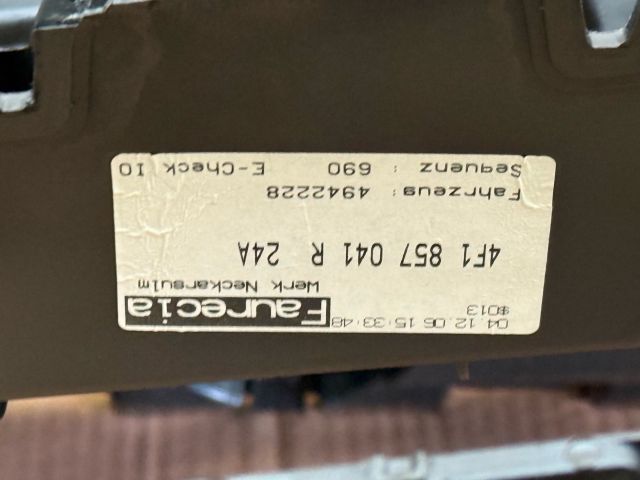 04.12.06 15:33:48 Faurecia
$013 Werk Neckarsulm
4F1 857 041 R 24A
Fahrzeug: 4942228
Sequenz : 690 E-Check IO